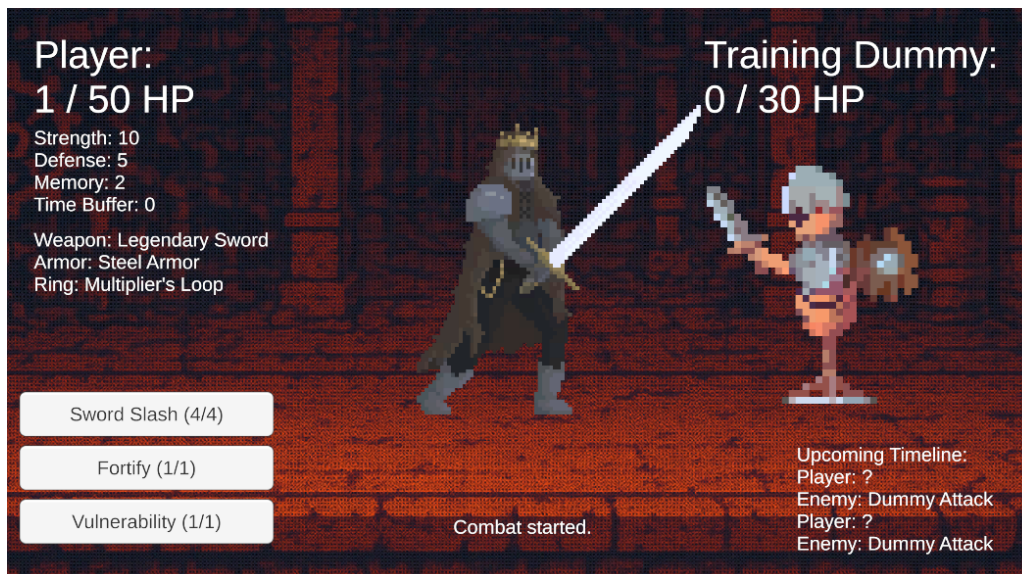 Player:
1 / 50 HP
Strength: 10
Defense: 5
Memory: 2
Time Buffer: 0
Weapon: Legendary Sword
Armor: Steel Armor
Ring: Multiplier's Loop
Training Dummy:
0 / 30 HP
Sword Slash (4/4)
Fortify (1/1)
Vulnerability (1/1)
Combat started.
Upcoming Timeline:
Player: ?
Enemy: Dummy Attack
Player: ?
Enemy: Dummy Attack